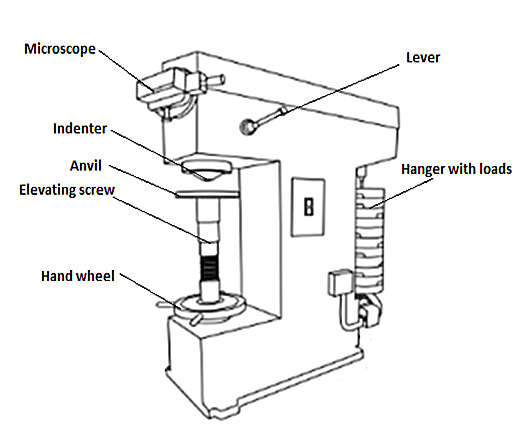 Microscope
Lever
Indenter
Anvil
Hanger with loads
Elevating screw
Hand wheel